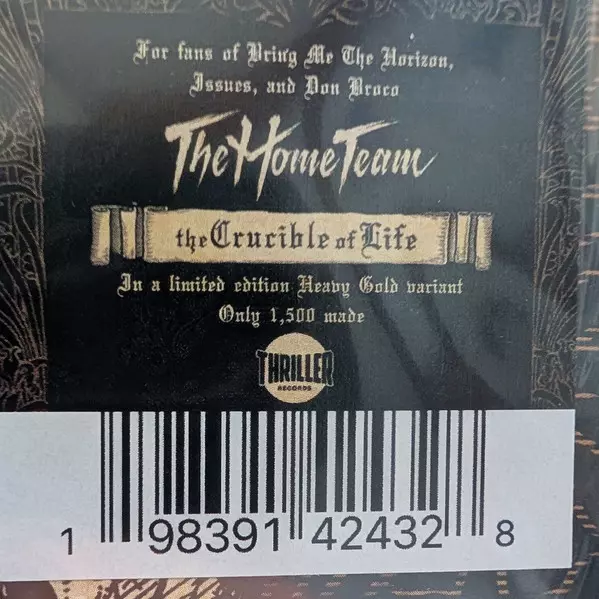 For fans of Bring Me The Horizon,
Issues, and Don Broco
The Home Team
the Crucible of Life
In a limited edition Heavy Gold variant
Only 1,500 made
THRILLER
RECORDS
1 98391 42432 8